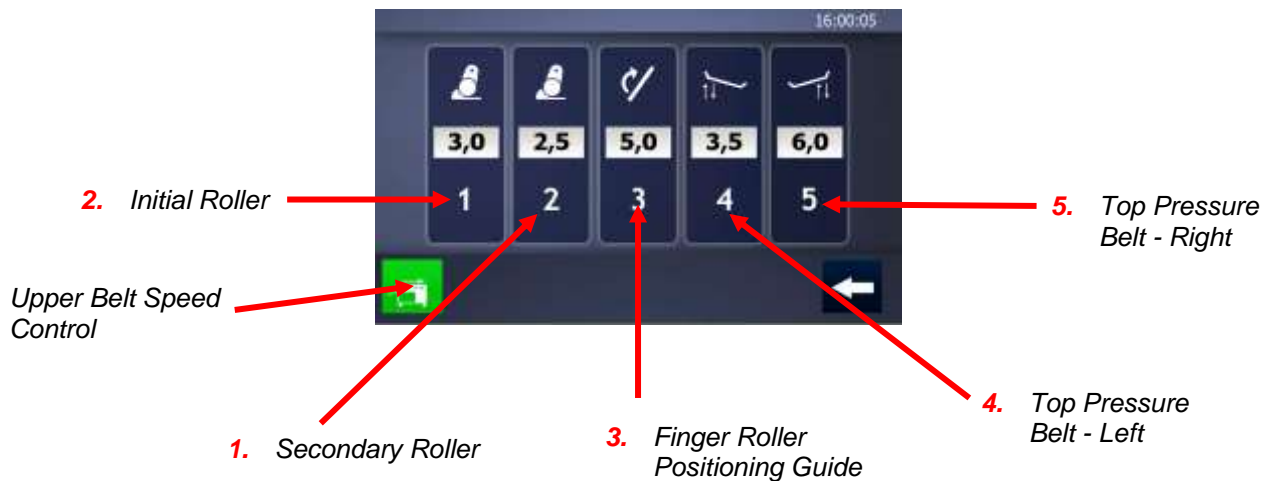 16:00:05
3,0 2,5 5,0 3,5 6,0
1 2 3 4 5
2. Initial Roller
5. Top Pressure
Belt - Right
Upper Belt Speed
Control
4. Top Pressure
Belt - Left
1. Secondary Roller
3. Finger Roller
Positioning Guide